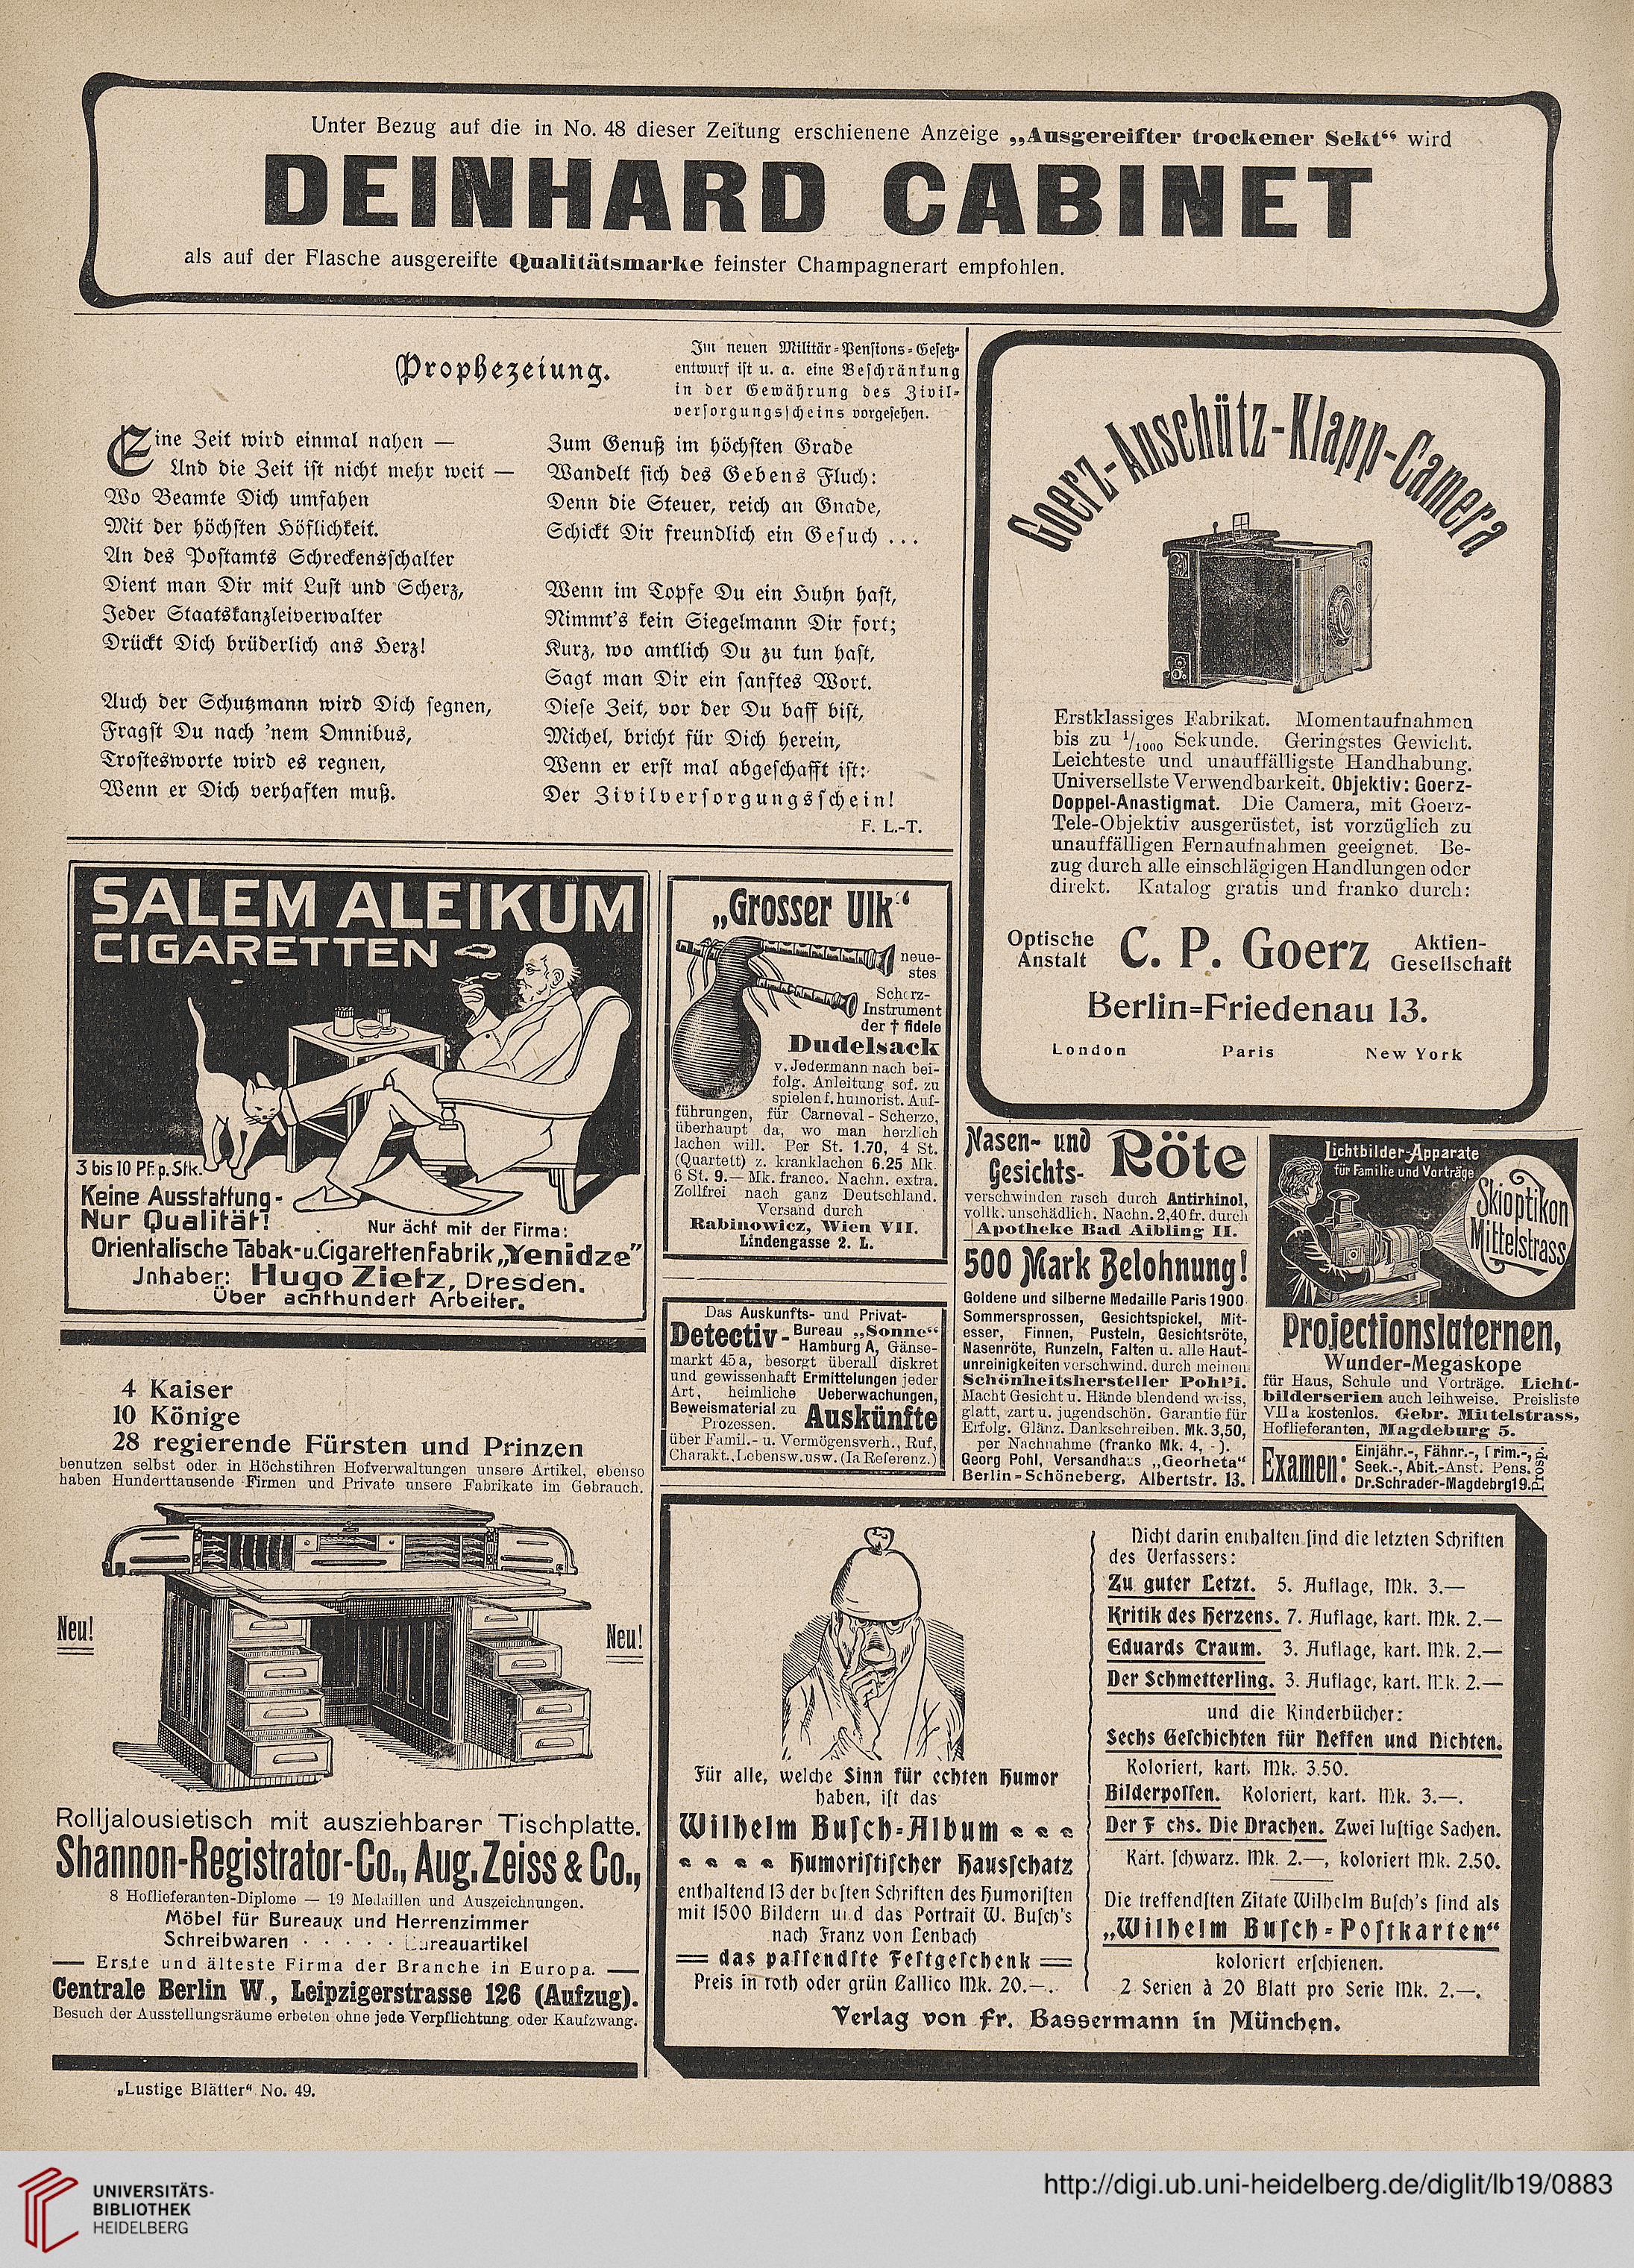 Unter Bezug auf die in No. 48 dieser Zeitung erschienene Anzeige „Ausgereifter trockener Sekt“ wird
DEINHARD CABINET
als auf der Flasche ausgereifte Qualitätsmarke feinster Champagnerart empfohlen.
Prophezeiung.
Im neuen Militär-Pensions-Gesetz-
entwurf ist u. a. eine Beschränkung
in der Gewährung des Zivil-
versorgungsscheins vorgesehen.
Eine Zeit wird einmal nahen —
Und die Zeit ist nicht mehr weit —
Wo Beamte Dich umfahen
Mit der höchsten Höflichkeit.
An des Postamts Schreckensschalter
Dient man Dir mit Lust und Scherz,
Jeder Staatskanzleiverwalter
Drückt Dich brüderlich ans Herz!
Auch der Schutzmann wird Dich segnen,
Fragst Du nach 'nem Omnibus,
Trostesworte wird es regnen,
Wenn er Dich verhaften muß.
Zum Genuß im höchsten Grade
Wandelt sich des Gebens Fluch:
Denn die Steuer, reich an Gnade,
Schickt Dir freundlich ein Gesuch ...
Wenn im Topfe Du ein Huhn hast,
Nimmt's kein Siegelmann Dir fort;
Kurz, wo amtlich Du zu tun hast,
Sagt man Dir ein sanftes Wort.
Diese Zeit, vor der Du baff bist,
Michel, bricht für Dich herein,
Wenn er erst mal abgeschafft ist:
Der Zivilversorgungsschein!
F. L.-T.
Goerz-Anschütz-Klapp-Camera
Erstklassiges Fabrikat. Momentaufnahmen
bis zu 1/1000 Sekunde. Geringstes Gewicht.
Leichteste und unauffälligste Handhabung.
Universellste Verwendbarkeit. Objektiv: Goerz-
Doppel-Anastigmat. Die Camera, mit Goerz-
Tele-Objektiv ausgerüstet, ist vorzüglich zu
unauffälligen Fernaufnahmen geeignet. Be-
zug durch alle einschlägigen Handlungen oder
direkt. Katalog gratis und franko durch:
Optische Anstalt C. P. Goerz Aktien-Gesellschaft
Berlin-Friedenau 13.
London Paris New York
SALEM ALEIKUM
CIGARETTEN
3 bis 10 Pf. p. Stk.
Keine Ausstattung -
Nur Qualität!
Nur ächt mit der Firma:
Orientalische Tabak-u.Cigarettenfabrik „Yenidze”
Jnhaber: Hugo Zietz, Dresden.
Über achthundert Arbeiter.
„Grosser Ulk“
neue-
stes
Scherz-
Instrument
der † fidele
Dudelsack
v. Jedermann nach bei-
folg. Anleitung sof. zu
spielen f. humorist. Auf-
führungen, für Carneval-Scherze,
überhaupt da, wo man herzlich
lachen will. Per St. 1.70, 4 St.
(Quartett) z. kranklachen 6.25 Mk.
6 St. 9.— Mk. franco. Nachn. extra.
Zollfrei nach ganz Deutschland.
Versand durch
Rabinowicz, Wien VII.
Lindengasse 2. L.
Das Auskunfts- und Privat-
Detectiv-Bureau „Sonne“
Hamburg A, Gänse-
markt 45a, besorgt überall diskret
und gewissenhaft Ermittelungen jeder
Art, heimliche Ueberwachungen,
Beweismaterial zu
Prozessen. Auskünfte
über Famil.- u. Vermögensverh., Ruf,
Charakt., Lebensw. usw. (Ia Referenz.)
Nasen- und
Gesichts- Röte
verschwinden rasch durch Antirhinol,
vollk. unschädlich. Nachn. 2,40 fr. durch
Apotheke Bad Aibling II.
500 Mark Belohnung!
Goldene und silberne Medaille Paris 1900
Sommersprossen, Gesichtspickel, Mit-
esser, Finnen, Pusteln, Gesichtsröte,
Nasenröte, Runzeln, Falten u. alle Haut-
unreinigkeiten verschwind. durch meinen
Schönheitshersteller Pohl'i.
Macht Gesicht u. Hände blendend weiss,
glatt, zart u. jugendschön. Garantie für
Erfolg. Glänz. Dankschreiben. Mk. 3,50,
per Nachnahme (franko Mk. 4, -).
Georg Pohl, Versandhaus „Georheta“
Berlin-Schöneberg, Albertstr. 13.
Lichtbilder-Apparate
für Familie und Vorträge
Skioptikon
Mittelstrass
Projectionslaternen,
Wunder-Megaskope
für Haus, Schule und Vorträge. Licht-
bilderserien auch leihweise. Preisliste
VIIa kostenlos. Gebr. Mittelstrass,
Hoflieferanten, Magdeburg 5.
Examen: Einjähr.-, Fähnr.-, Prim.-,
Seek.-, Abit.-Anst. Pens.
Dr.Schrader-Magdebrg19.
Prosp.
4 Kaiser
10 Könige
28 regierende Fürsten und Prinzen
benutzen selbst oder in Höchstihren Hofverwaltungen unsere Artikel, ebenso
haben Hunderttausende Firmen und Private unsere Fabrikate im Gebrauch.
Neu!
Neu!
Rolljalousietisch mit ausziehbarer Tischplatte.
Shannon-Registrator-Co., Aug. Zeiss & Co.,
8 Hoflieferanten-Diplome — 19 Medaillen und Auszeichnungen.
Möbel für Bureaux und Herrenzimmer
Schreibwaren · · · · · Bureauartikel
— Erste und älteste Firma der Branche in Europa. —
Centrale Berlin W., Leipzigerstrasse 126 (Aufzug).
Besuch der Ausstellungsräume erbeten ohne jede Verpflichtung oder Kaufzwang.
Für alle, welche Sinn für echten Humor
haben, ist das
Wilhelm Busch-Album
Humoristischer Hausschatz
enthaltend 13 der besten Schriften des Humoristen
mit 1500 Bildern und das Portrait W. Busch's
nach Franz von Lenbach
das passendste Festgeschenk
Preis in roth oder grün Callico Mk. 20.—.
Nicht darin enthalten sind die letzten Schriften
des Verfassers:
Zu guter Letzt. 5. Auflage, Mk. 3.—
Kritik des Herzens. 7. Auflage, kart. Mk. 2.—
Eduards Traum. 3. Auflage, kart. Mk. 2.—
Der Schmetterling. 3. Auflage, kart. Mk. 2.—
und die Kinderbücher:
Sechs Geschichten für Neffen und Nichten.
Koloriert, kart. Mk. 3.50.
Bilderpossen. Koloriert, kart. Mk. 3.—.
Der Fuchs. Die Drachen. Zwei lustige Sachen.
Kart. schwarz. Mk. 2.—, koloriert Mk. 2.50.
Die treffendsten Zitate Wilhelm Busch's sind als
„Wilhelm Busch-Postkarten“
koloriert erschienen.
2 Serien à 20 Blatt pro Serie Mk. 2.—.
Verlag von Fr. Bassermann in München.
„Lustige Blätter“ No. 49.
UNIVERSITÄTS-
BIBLIOTHEK
HEIDELBERG
http://digi.ub.uni-heidelberg.de/diglit/lb19/0883